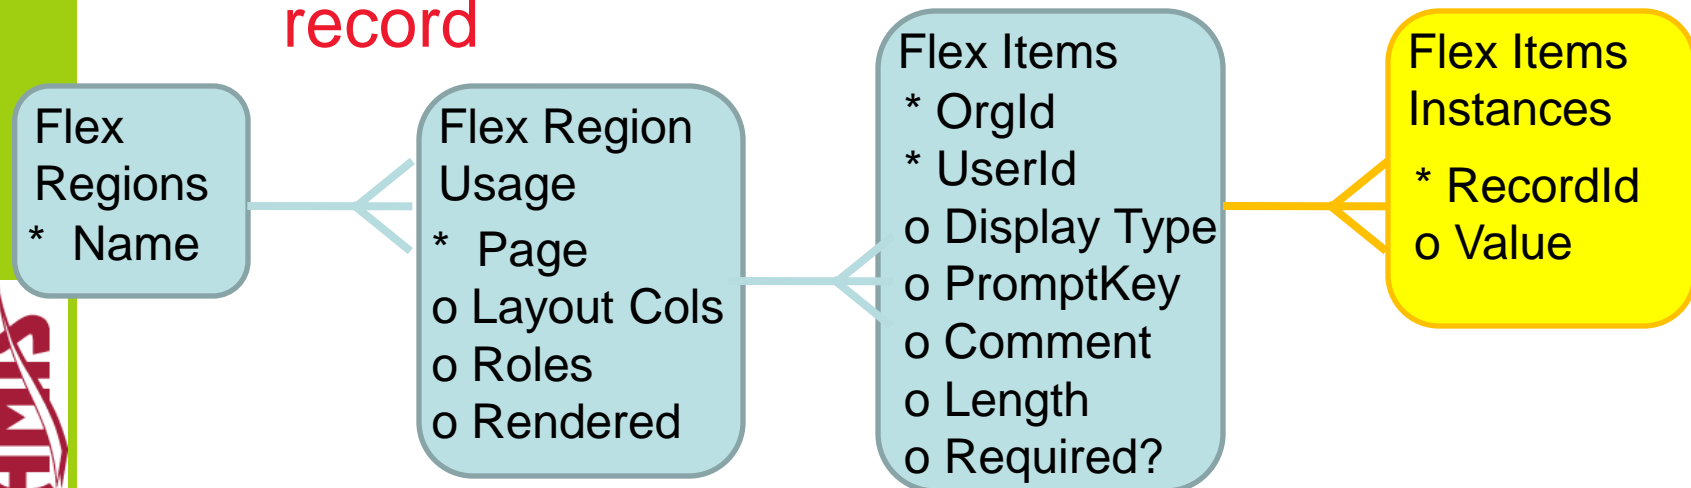 record
Flex
Regions
* Name
Flex Region
Usage
* Page
o Layout Cols
o Roles
o Rendered
Flex Items
* OrgId
* UserId
o Display Type
o PromptKey
o Comment
o Length
o Required?
Flex Items
Instances
* RecordId
o Value